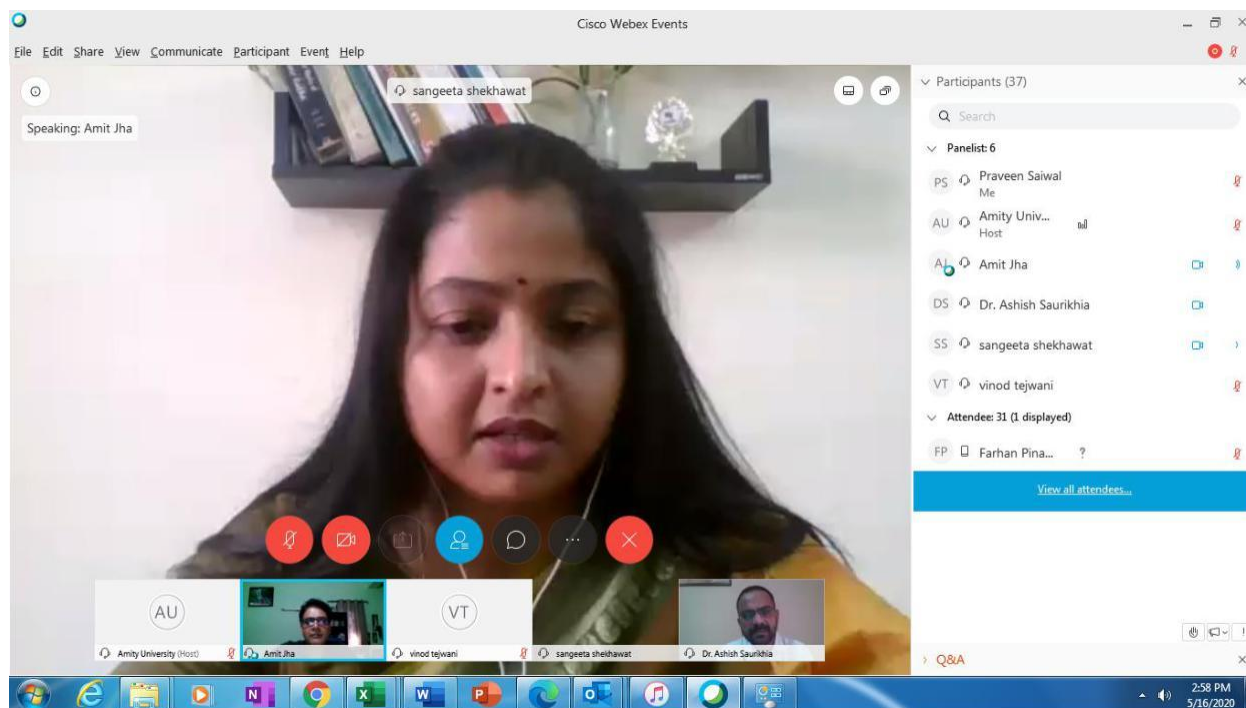 Cisco Webex Events
File Edit Share View Communicate Participant Event Help
sangeeta shekhawat
Speaking: Amit Jha
Participants (37)
Search
Panelist: 6
PS Praveen Saiwal
Me
AU Amity Univ...
Host
Amit Jha
DS Dr. Ashish Saurikhia
SS sangeeta shekhawat
VT vinod tejwani
Attendee: 31 (1 displayed)
FP Farhan Pina... ?
View all attendees...
AU
VT
Amity University (Host)
Amit Jha
vinod tejwani
sangeeta shekhawat
Dr. Ashish Saurikhia
Q&A
2:58 PM
5/16/2020